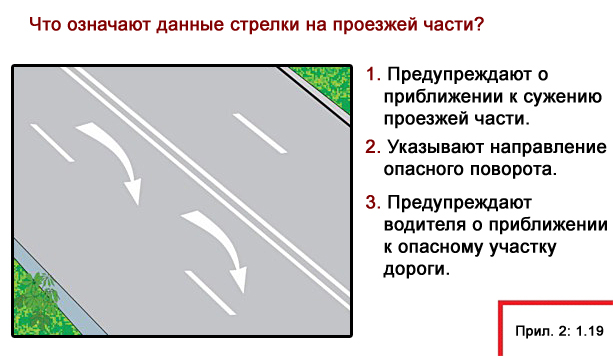 Что означают данные стрелки на проезжей части?
1. Предупреждают о
приближении к сужению
проезжей части.
2. Указывают направление
опасного поворота.
3. Предупреждают
водителя о приближении
к опасному участку
дороги.
Прил. 2: 1.19